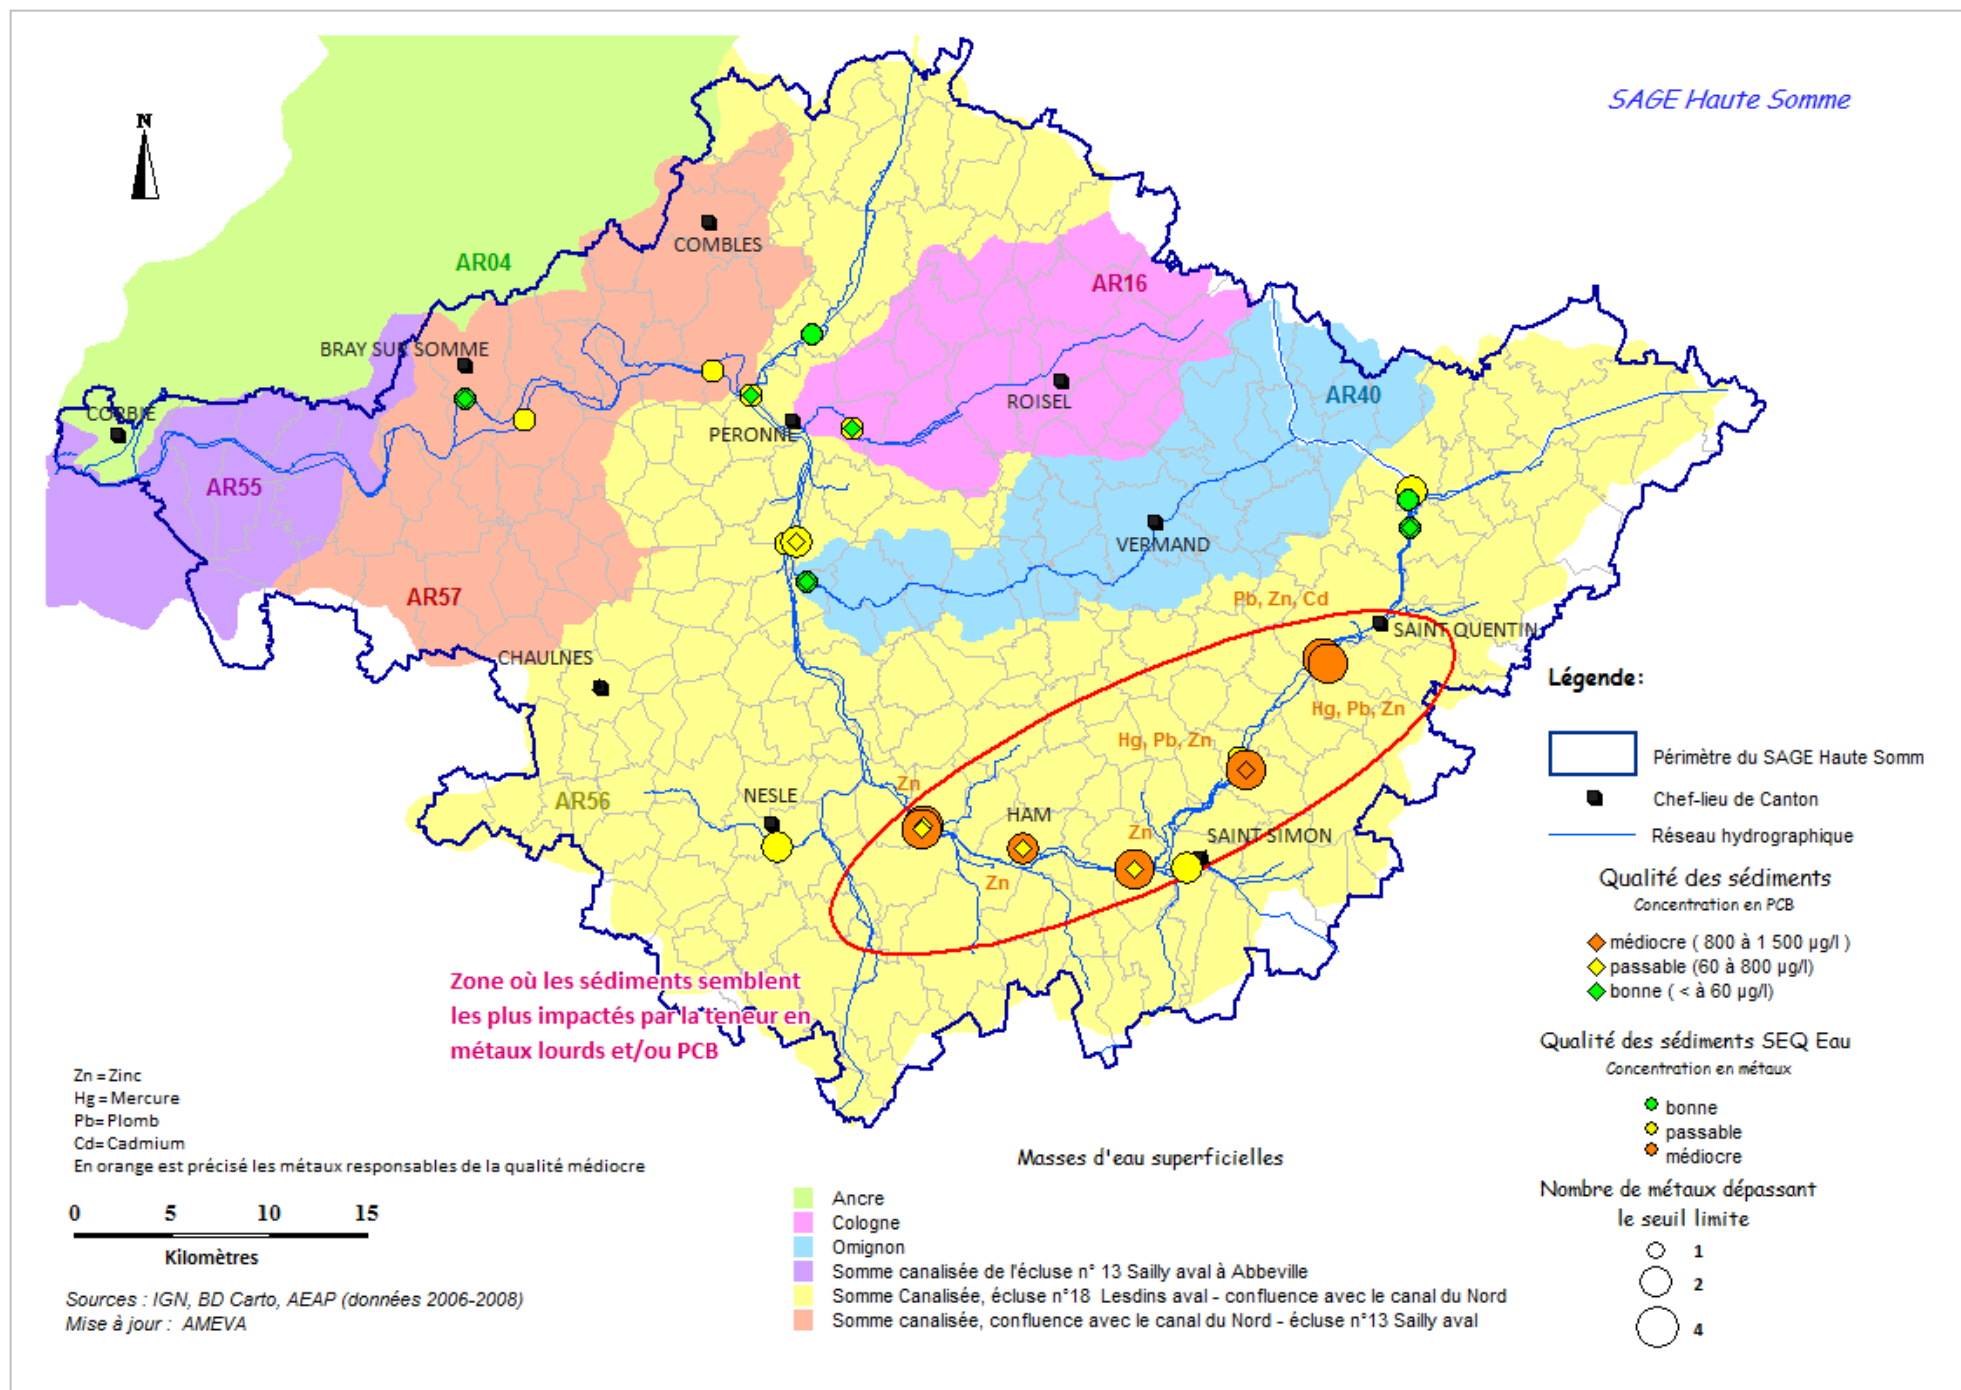 SAGE Haute Somme
N
COMBLES
AR04
AR16
BRAY SUR SOMME
ROISEL
AR40
CORBIE
PERONNE
AR55
VERMAND
AR57
Pb, Zn, Cd
SAINT QUENTIN
CHAULNES
Hg, Pb, Zn
Hg, Pb, Zn
Zn
AR56
NESLE
HAM
Zn
SAINT SIMON
Zn
Zone où les sédiments semblent
les plus impactés par la teneur en
métaux lourds et/ou PCB
Légende:
Périmètre du SAGE Haute Somm
Chef-lieu de Canton
Réseau hydrographique
Qualité des sédiments
Concentration en PCB
médiocre ( 800 à 1 500 µg/l )
passable (60 à 800 µg/l)
bonne ( < à 60 µg/l)
Qualité des sédiments SEQ Eau
Concentration en métaux
bonne
passable
médiocre
Nombre de métaux dépassant
le seuil limite
1
2
4
Zn = Zinc
Hg = Mercure
Pb= Plomb
Cd= Cadmium
En orange est précisé les métaux responsables de la qualité médiocre
0 5 10 15
Kilomètres
Sources : IGN, BD Carto, AEAP (données 2006-2008)
Mise à jour : AMEVA
Masses d'eau superficielles
Ancre
Cologne
Omignon
Somme canalisée de l'écluse n° 13 Sailly aval à Abbeville
Somme Canalisée, écluse n°18 Lesdins aval - confluence avec le canal du Nord
Somme canalisée, confluence avec le canal du Nord - écluse n°13 Sailly aval